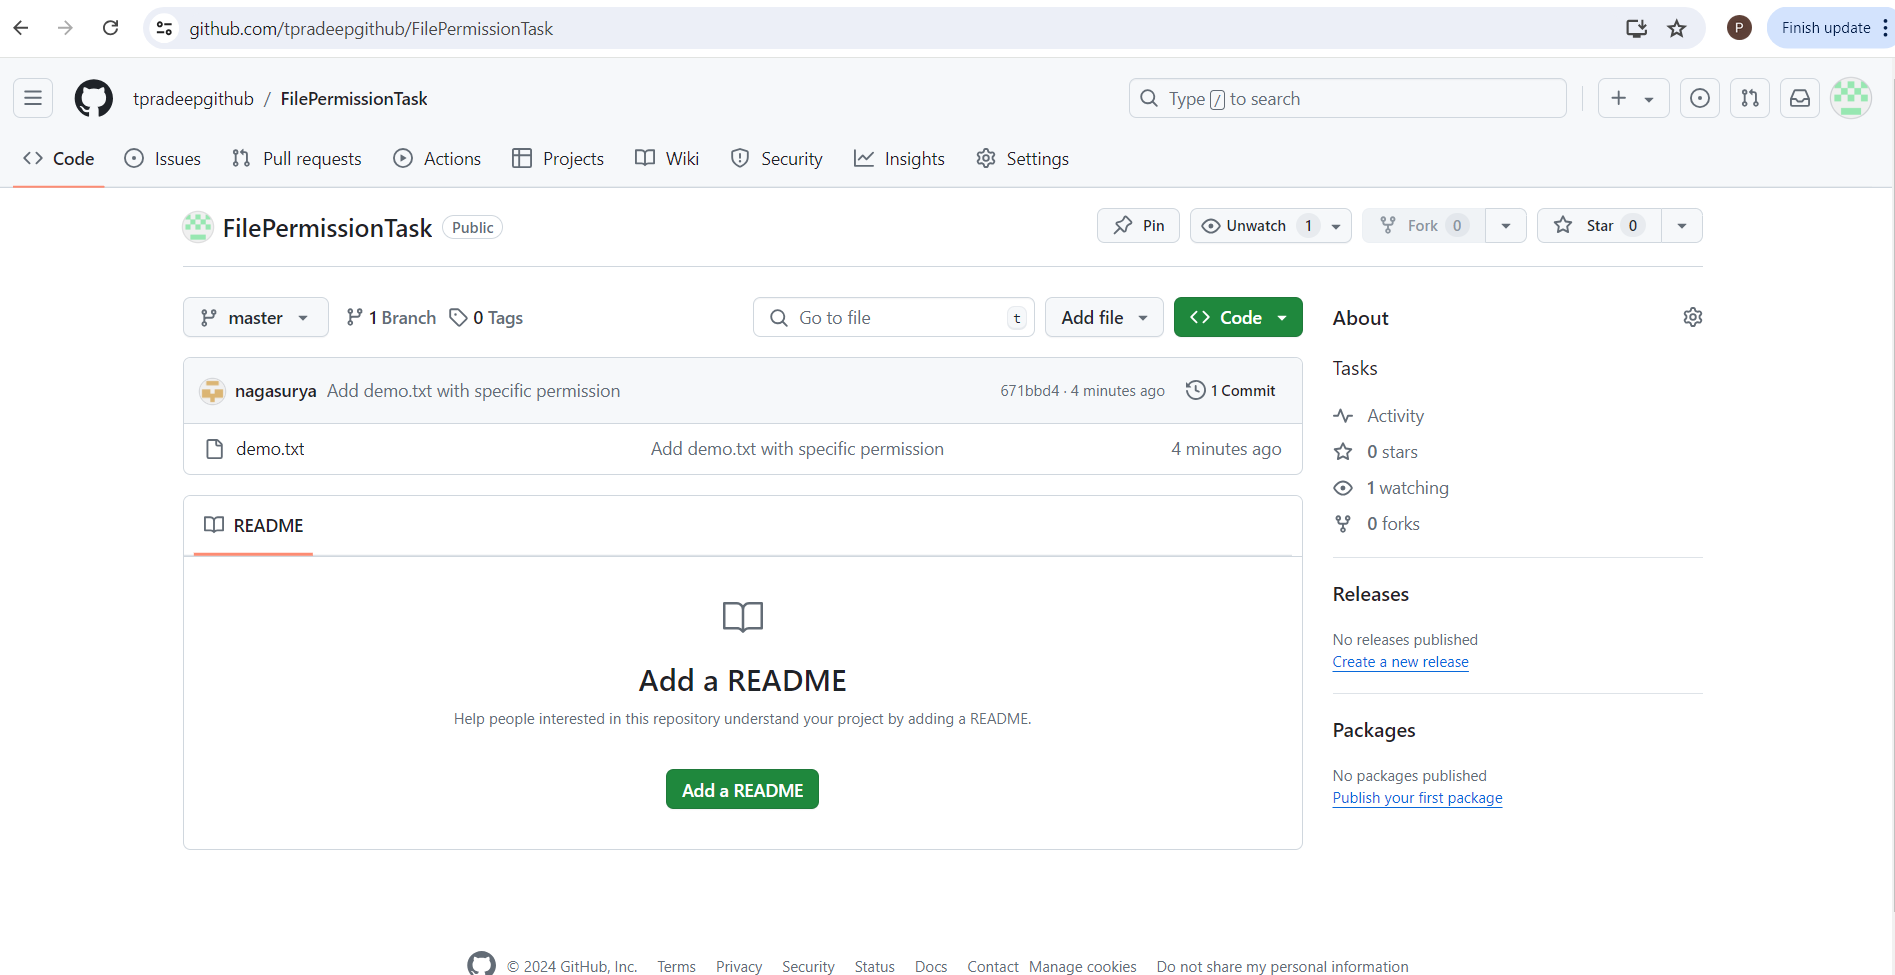 github.com/tpradeepgithub/FilePermissionTask
P
Finish update
tpradeepgithub / FilePermissionTask
Type / to search
Code
Issues
Pull requests
Actions
Projects
Wiki
Security
Insights
Settings
FilePermissionTask Public
Pin
Unwatch 1
Fork 0
Star 0
master
1 Branch
0 Tags
Go to file t
Add file
Code
nagasurya Add demo.txt with specific permission 671bbd4 · 4 minutes ago 1 Commit
demo.txt Add demo.txt with specific permission 4 minutes ago
README
Add a README
Help people interested in this repository understand your project by adding a README.
Add a README
About
Tasks
Activity
0 stars
1 watching
0 forks
Releases
No releases published
Create a new release
Packages
No packages published
Publish your first package
© 2024 GitHub, Inc. Terms Privacy Security Status Docs Contact Manage cookies Do not share my personal information